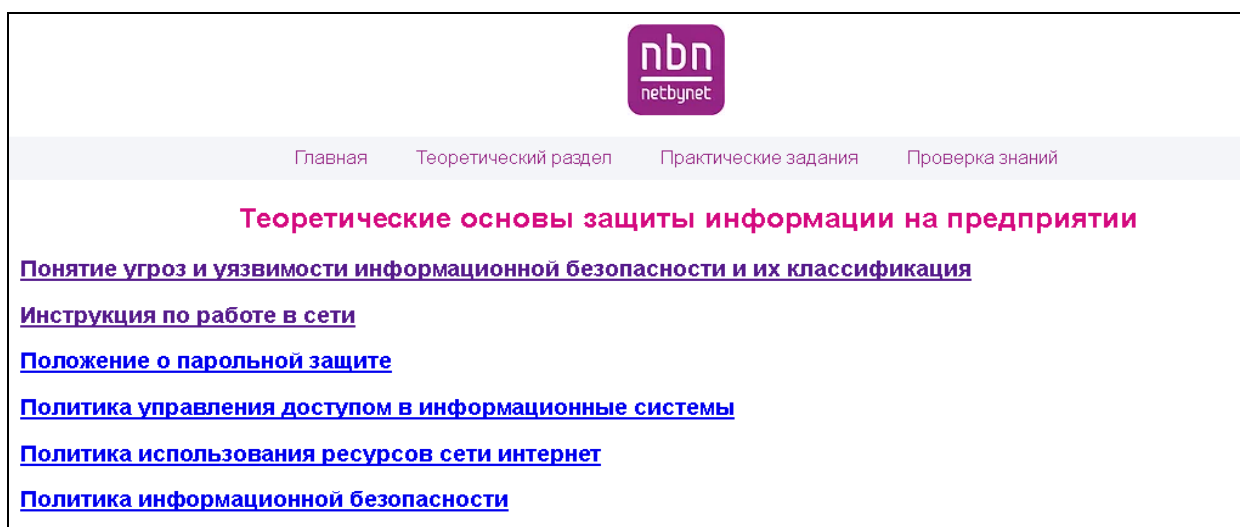 nbn
netbynet
Главная Теоретический раздел Практические задания Проверка знаний
Теоретические основы защиты информации на предприятии
Понятие угроз и уязвимости информационной безопасности и их классификация
Инструкция по работе в сети
Положение о парольной защите
Политика управления доступом в информационные системы
Политика использования ресурсов сети интернет
Политика информационной безопасности